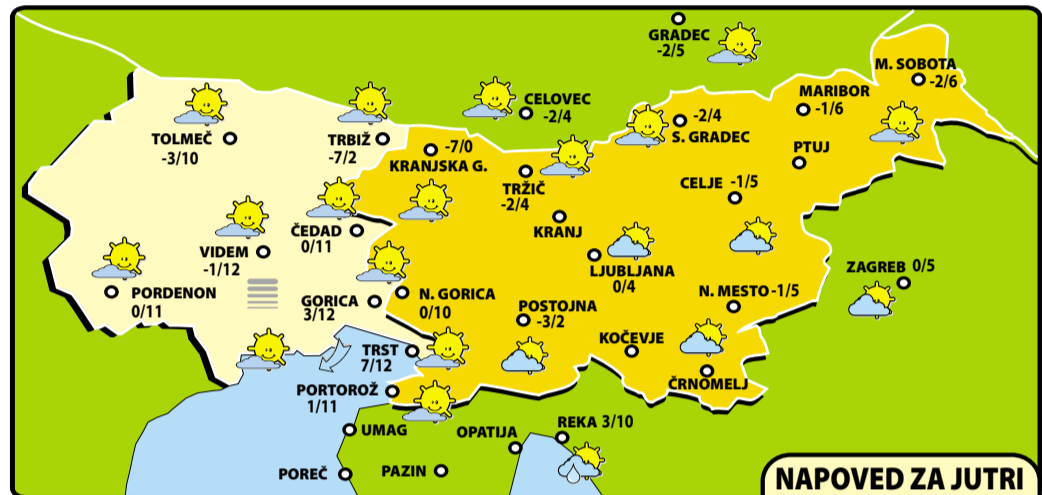 GRADEC
-2/5
M. SOBOTA
-2/6
MARIBOR
-1/6
CELOVEC
-2/4
-2/4
S. GRADEC
TOLMEČ
-3/10
TRBIŽ
-7/2
-7/0
KRANJSKA G.
PTUJ
TRŽIČ
-2/4
CELJE -1/5
KRANJ
ČEDAD
0/11
VIDEM
-1/12
LJUBLJANA
0/4
ZAGREB 0/5
PORDENON
0/11
GORICA
3/12
N. GORICA
0/10
POSTOJNA
-3/2
N. MESTO -1/5
KOČEVJE
TRST
7/12
ČRNOMELJ
PORTOROŽ
1/11
UMAG
OPATIJA
REKA 3/10
POREČ
PAZIN
NAPOVED ZA JUTRI